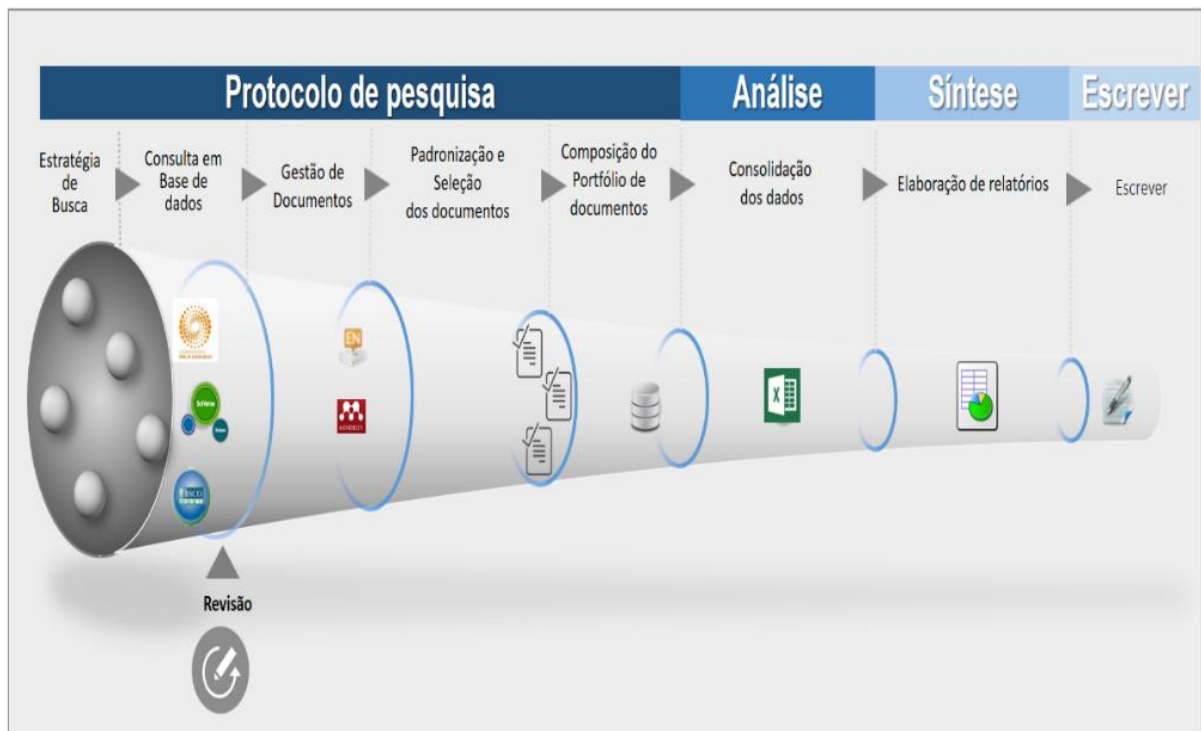 Protocolo de pesquisa
Análise
Síntese
Escrever
Estratégia
de
Busca
Consulta em
Base de
dados
Gestão de
Documentos
Padronização e
Seleção
dos documentos
Composição do
Portfólio de
documentos
Consolidação
dos dados
Elaboração de relatórios
Escrever
EN
MENDELEY
SciVerse
Revisão